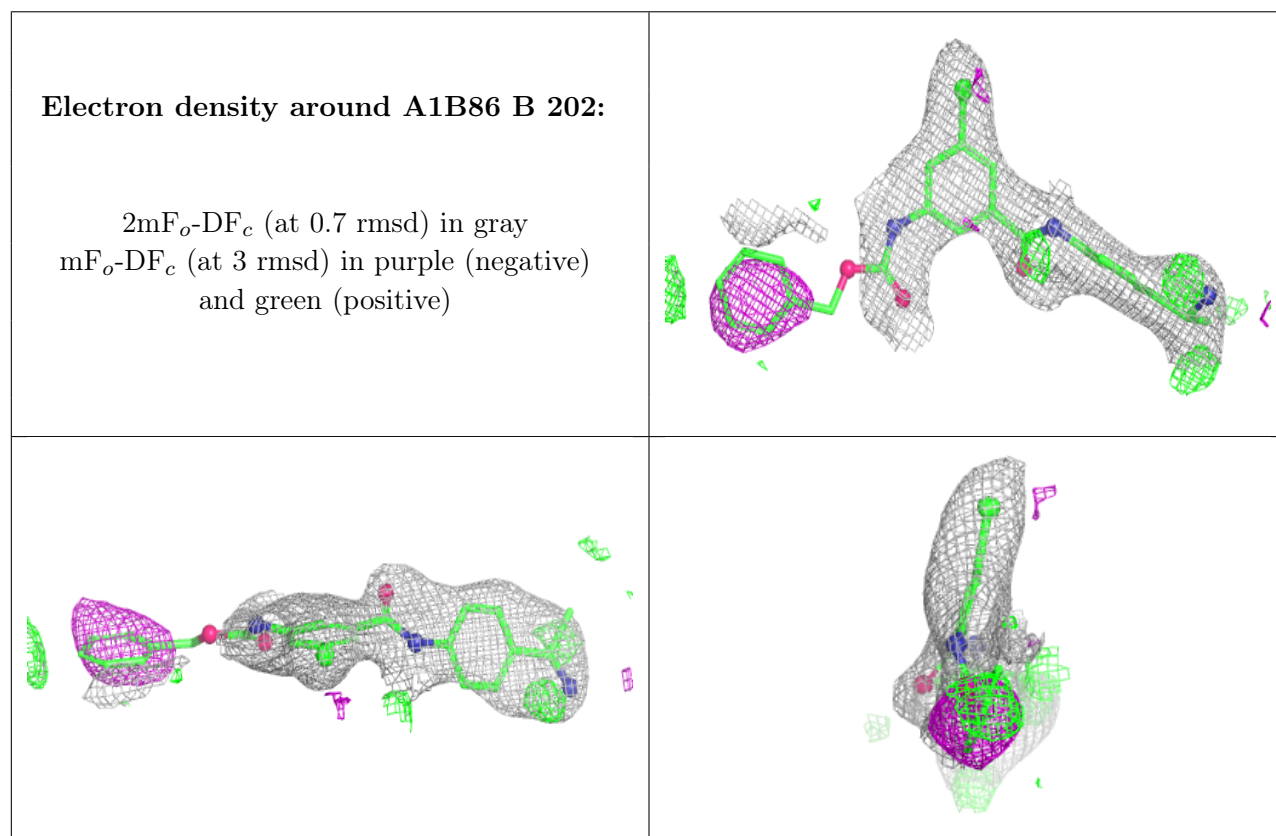 Electron density around A1B86 B 202:
2mFo-DFc (at 0.7 rmsd) in gray
mFo-DFc (at 3 rmsd) in purple (negative)
and green (positive)